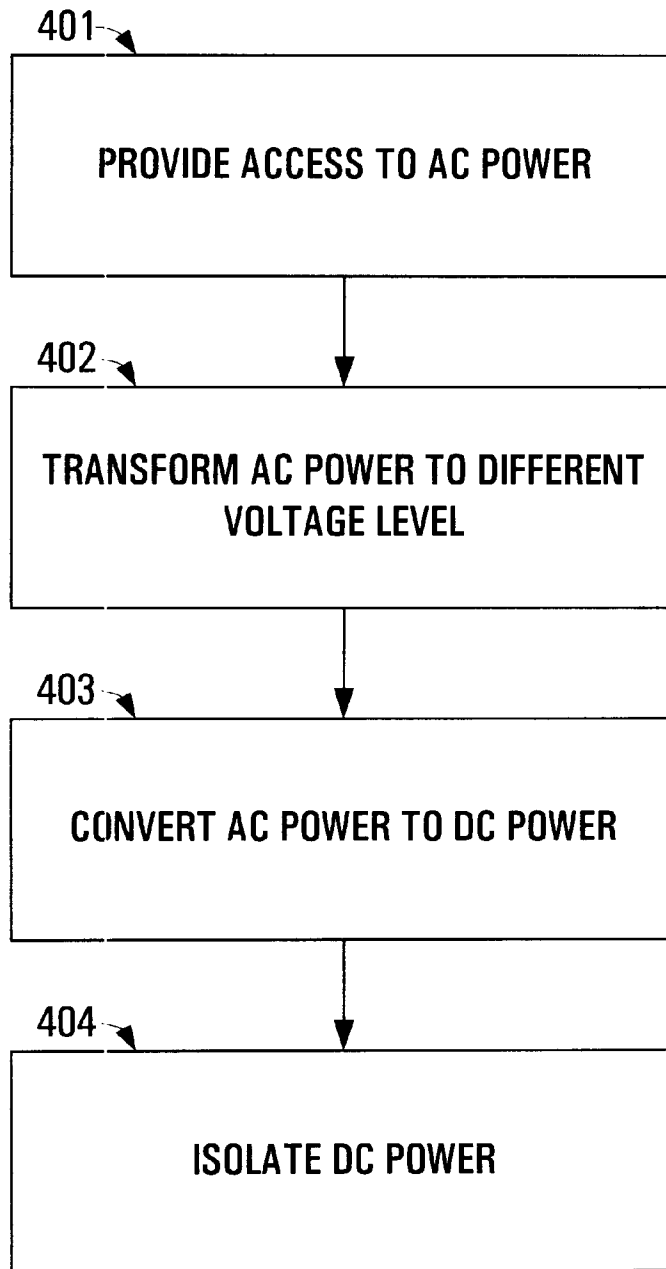 401
PROVIDE ACCESS TO AC POWER
402
TRANSFORM AC POWER TO DIFFERENT
VOLTAGE LEVEL
403
CONVERT AC POWER TO DC POWER
404
ISOLATE DC POWER